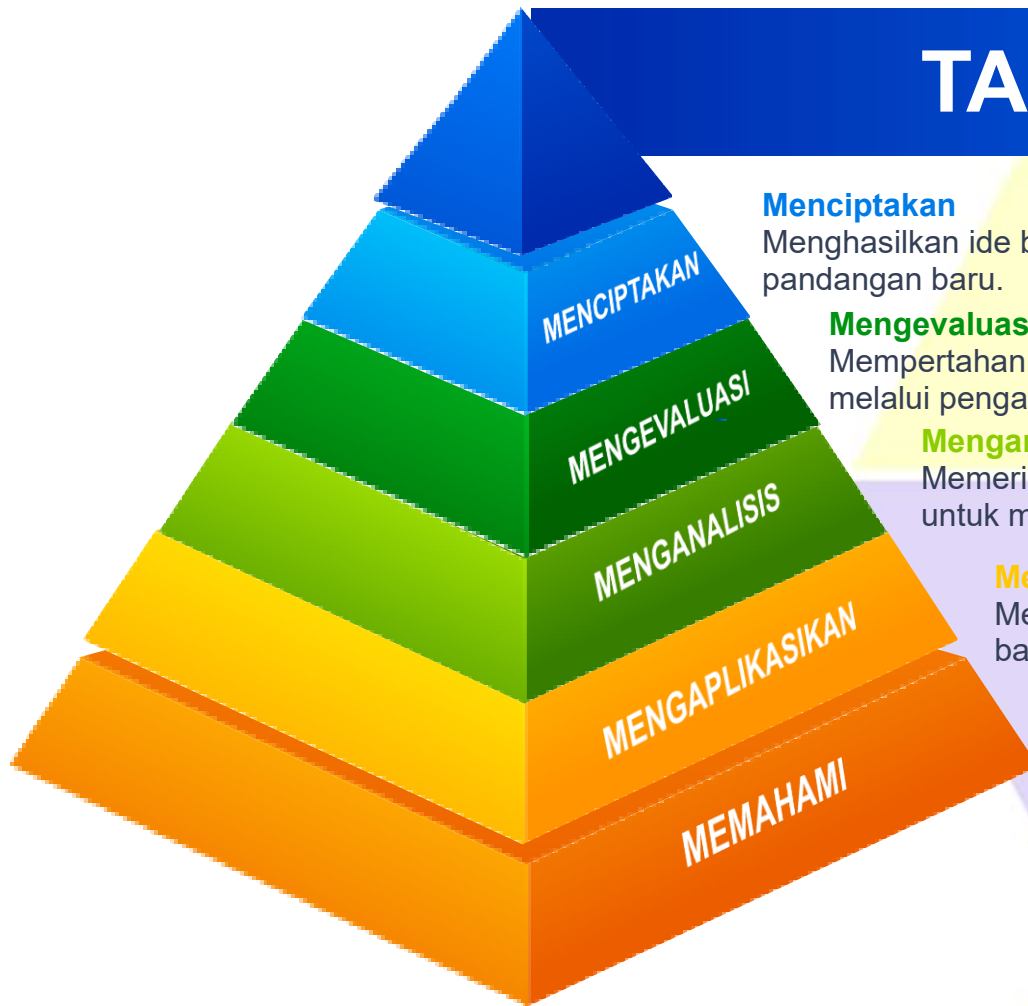 TA
Menciptakan
Menghasilkan ide b
pandangan baru.
Mengevaluas
Mempertahan
melalui penga
Mengan
Memeri
untuk m
Me
Me
ba
MENCIPTAKAN
MENGEVALUASI
MENGANALISIS
MENGAPLIKASIKAN
MEMAHAMI